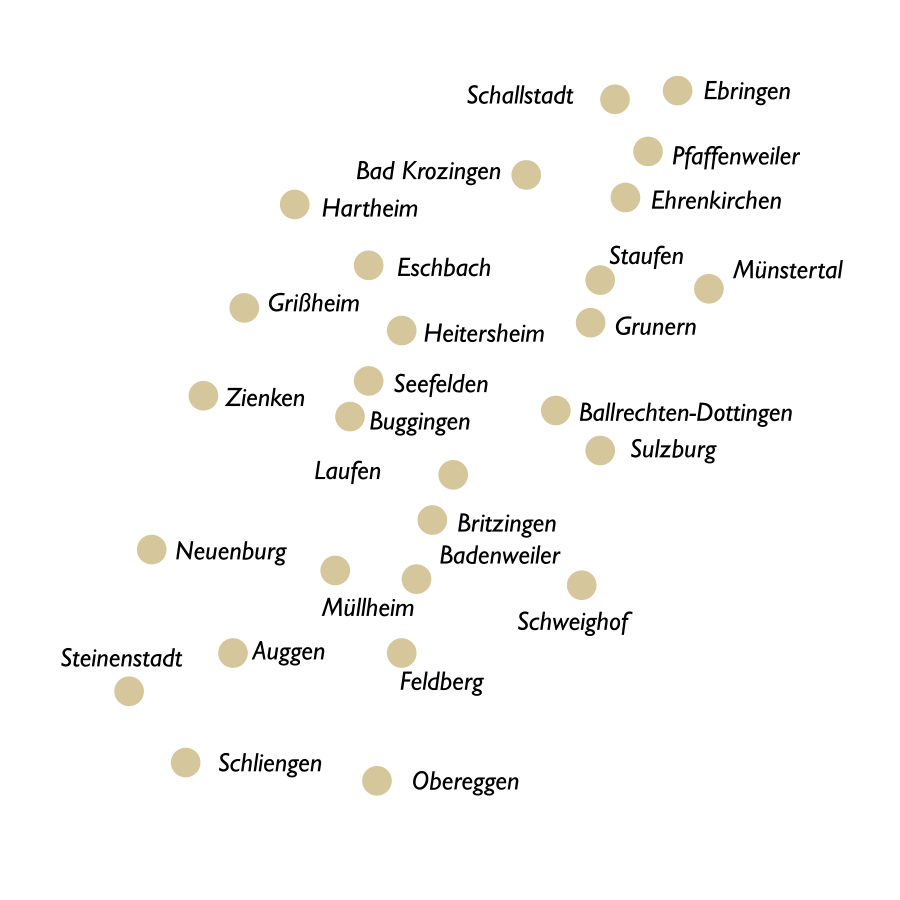 Schallstadt
Ebringen
Pfaffenweiler
Bad Krozingen
Ehrenkirchen
Hartheim
Staufen
Eschbach
Münstertal
Grißheim
Grunern
Heitersheim
Seefelden
Zienken
Ballrechten-Dottingen
Buggingen
Sulzburg
Laufen
Britzingen
Neuenburg
Badenweiler
Müllheim
Schweighof
Auggen
Steinenstadt
Feldberg
Schliengen
Obereggen